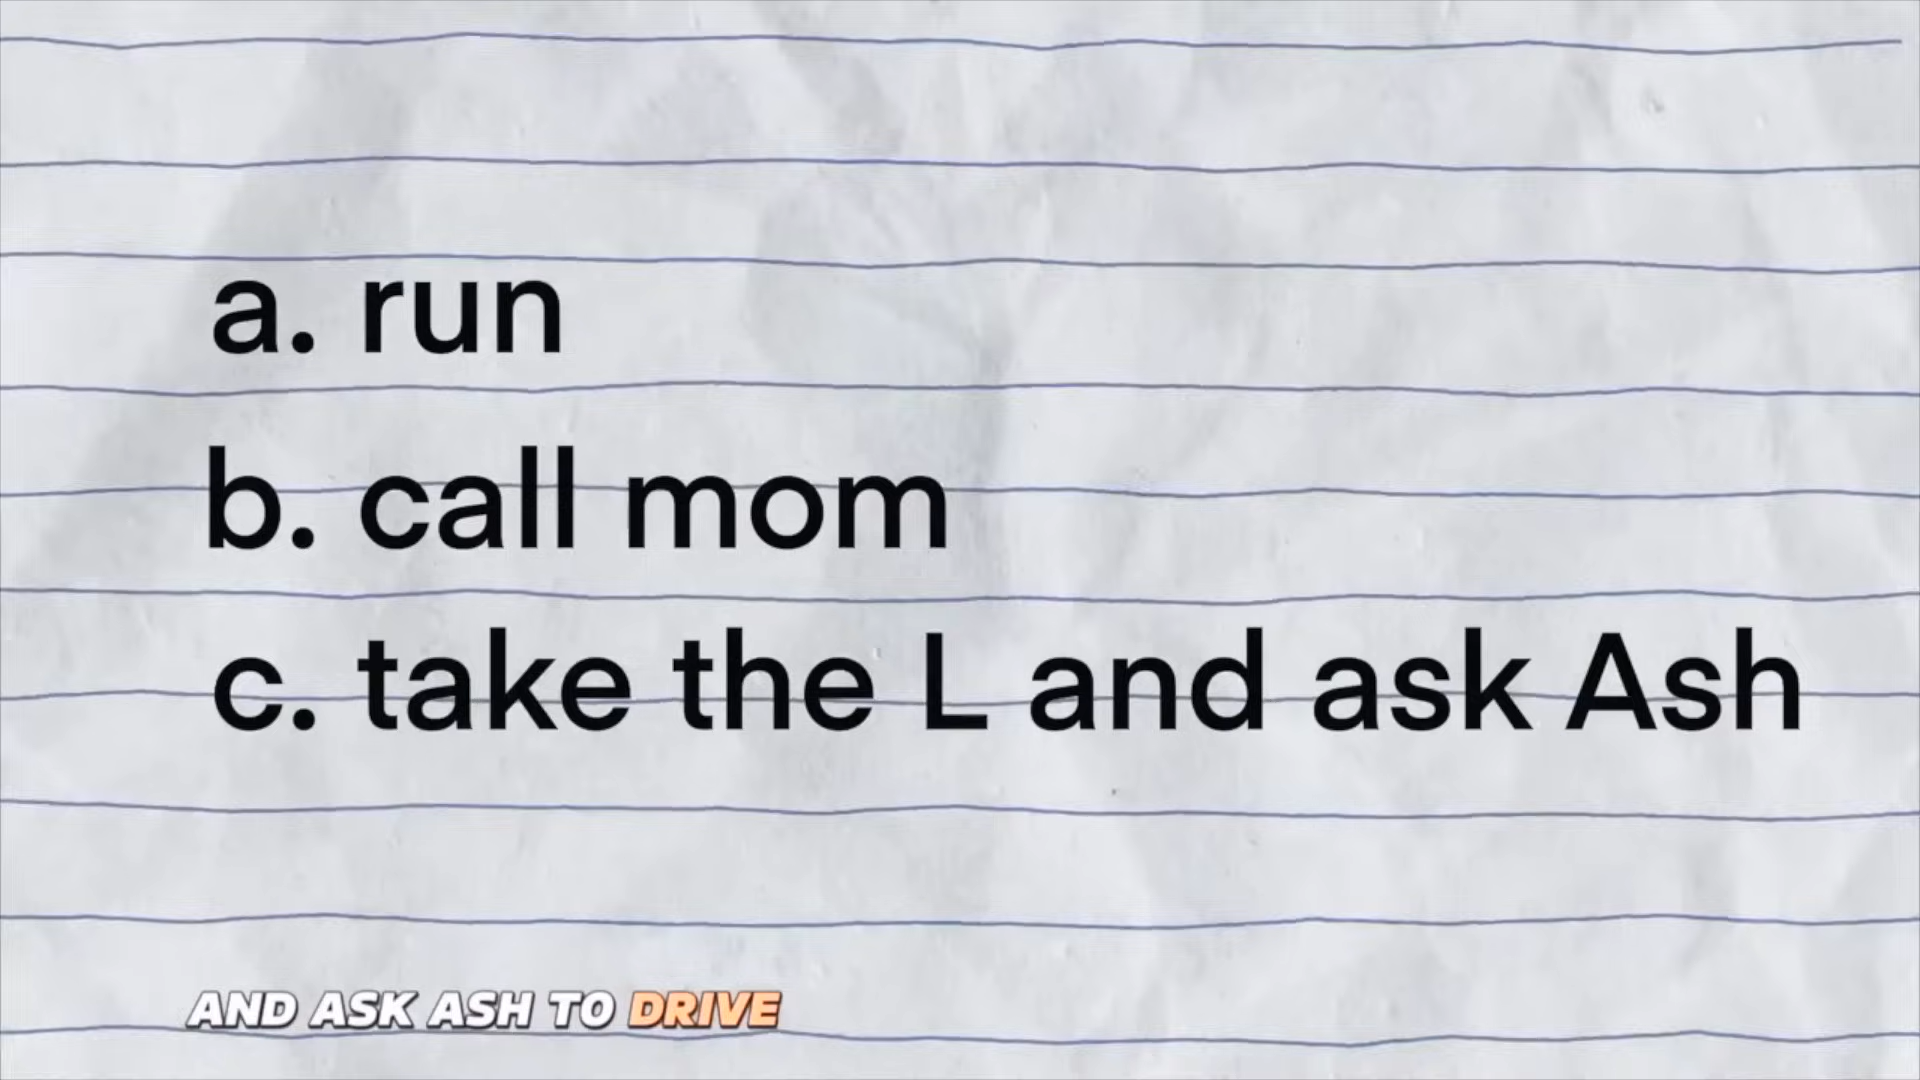 a. run
b. call mom
c. take the L and ask Ash
AND ASK ASH TO DRIVE